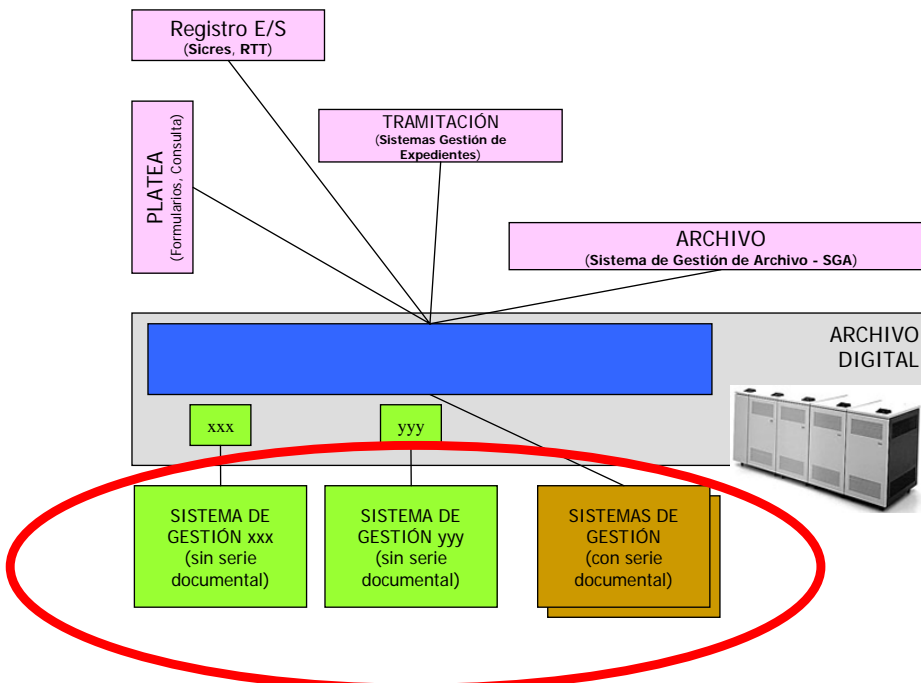 Registro E/S
(Sicres, RTT)
PLATEA
(Formularios, Consulta)
TRAMITACIÓN
(Sistemas Gestión de
Expedientes)
ARCHIVO
(Sistema de Gestión de Archivo - SGA)
ARCHIVO
DIGITAL
xxx
yyy
SISTEMA DE
GESTIÓN xxx
(sin serie
documental)
SISTEMA DE
GESTIÓN yyy
(sin serie
documental)
SISTEMAS DE
GESTIÓN
(con serie
documental)